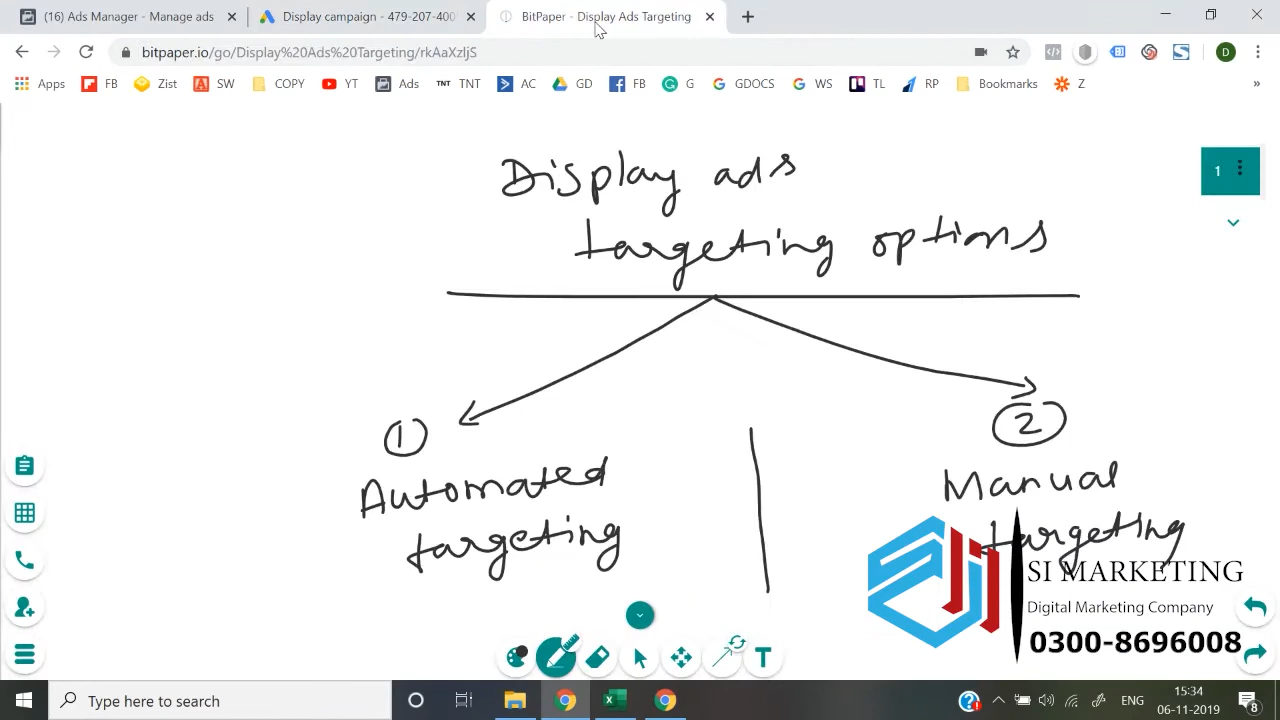 (16) Ads Manager - Manage ads
Display campaign - 479-207-400
BitPaper - Display Ads Targeting
bitpaper.io/go/Display%20Ads%20Targeting/rkAaXzljS
D
Apps FB Zist SW COPY YT Ads TNT TNT AC GD FB G GDOCS WS TL RP Bookmarks Z »
Display ads
targeting options
1
1 2
Automated Manual
targeting targeting
SI MARKETING
Digital Marketing Company
0300-8696008
T
Type here to search
ENG
15:34
06-11-2019
8